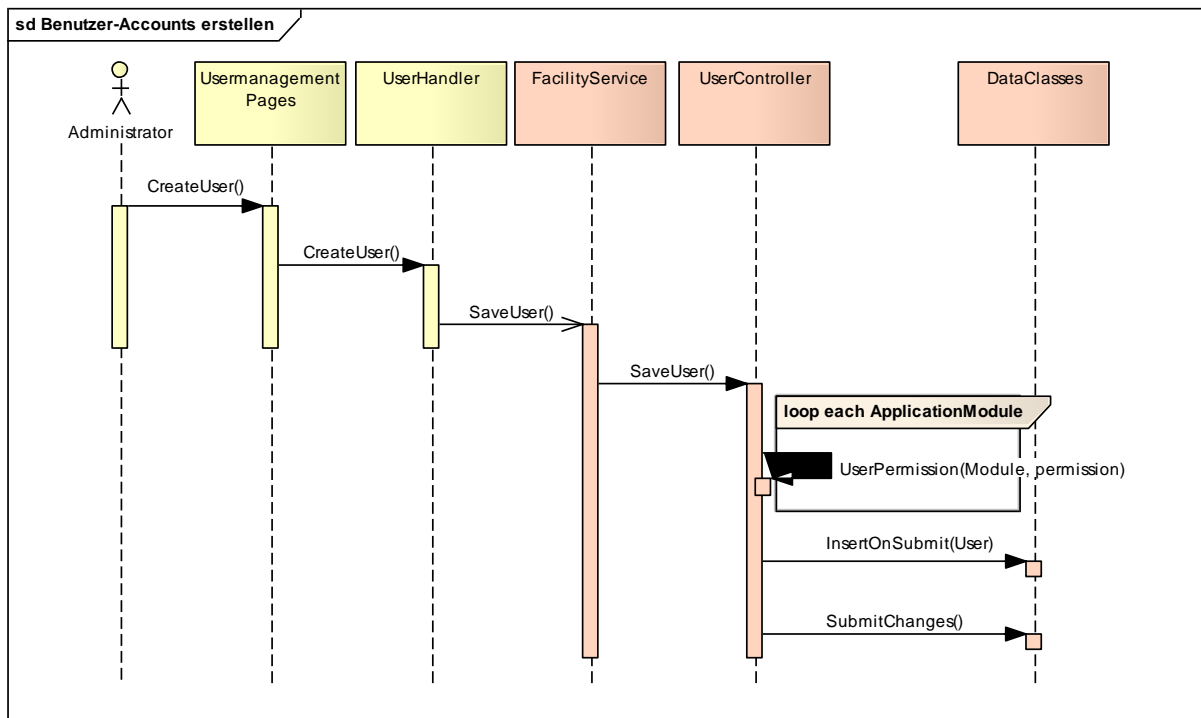 sd Benutzer-Accounts erstellen
Administrator
Usermanagement
Pages
UserHandler
FacilityService
UserController
DataClasses
CreateUser()
CreateUser()
SaveUser()
SaveUser()
loop each ApplicationModule
UserPermission(Module, permission)
InsertOnSubmit(User)
SubmitChanges()